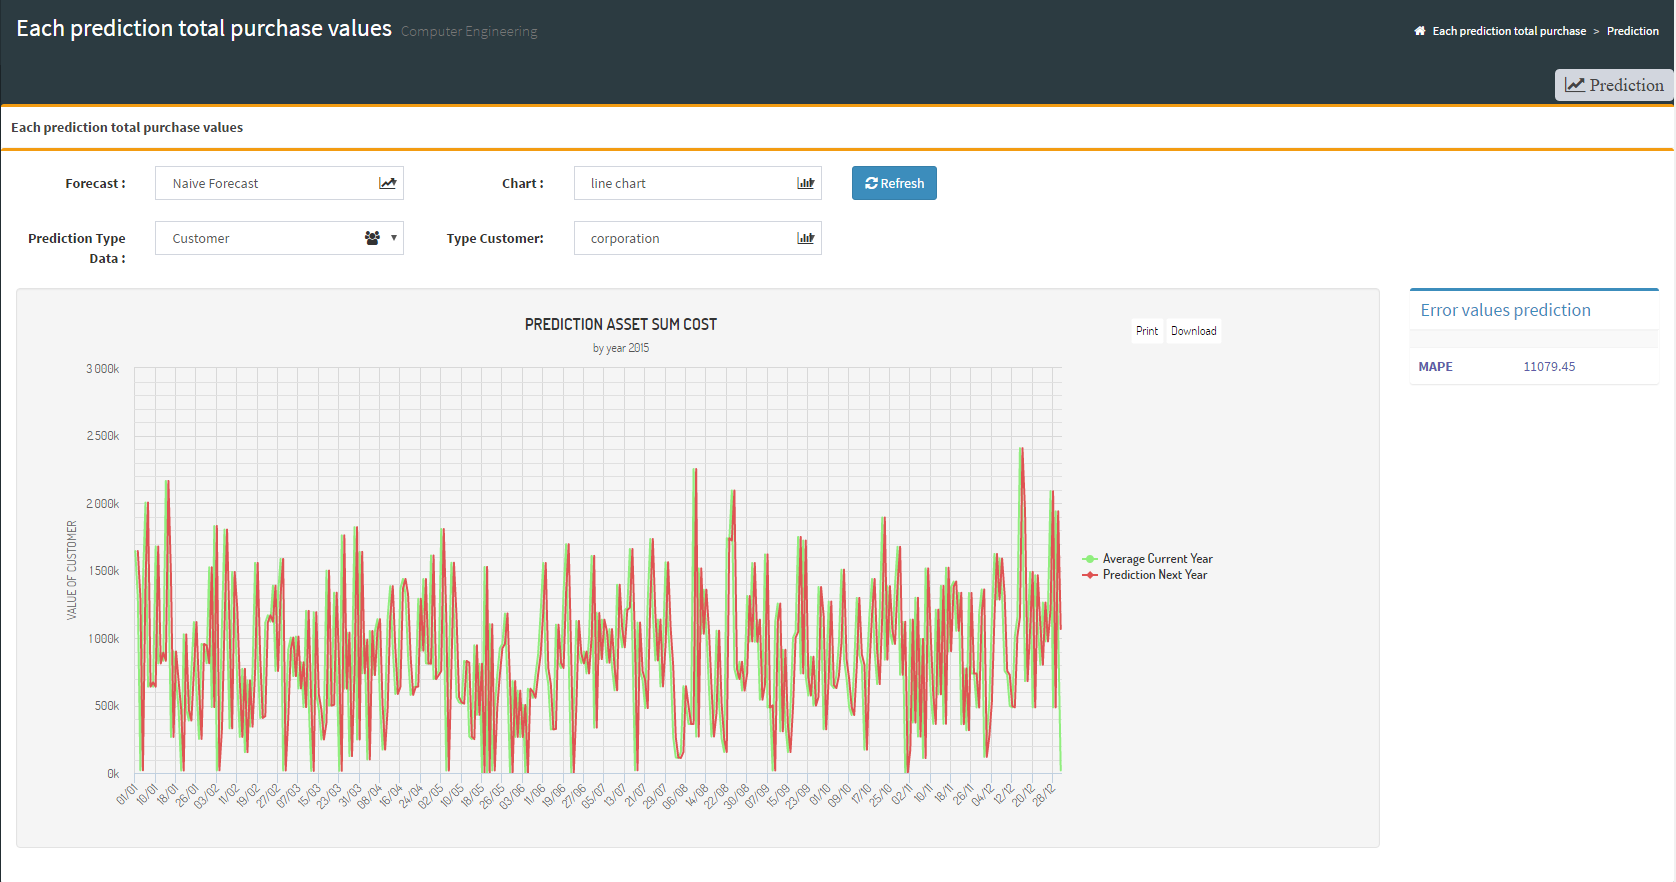 Each prediction total purchase values Computer Engineering
Each prediction total purchase > Prediction
Prediction
Each prediction total purchase values
Forecast :
Naive Forecast
Chart :
line chart
Refresh
Prediction Type
Data :
Customer
Type Customer:
corporation
PREDICTION ASSET SUM COST
by year 2015
Print
Download
VALUE OF CUSTOMER
3 000k
2 500k
2 000k
1 500k
1 000k
500k
0k
01/01
10/01
18/01
26/01
03/02
11/02
19/02
27/02
07/03
15/03
23/03
31/03
08/04
16/04
24/04
02/05
10/05
18/05
26/05
03/06
11/06
19/06
27/06
05/07
13/07
21/07
29/07
06/08
14/08
22/08
30/08
07/09
15/09
23/09
01/10
09/10
17/10
25/10
02/11
10/11
18/11
26/11
04/12
12/12
20/12
28/12
Average Current Year
Prediction Next Year
Error values prediction
MAPE 11079.45